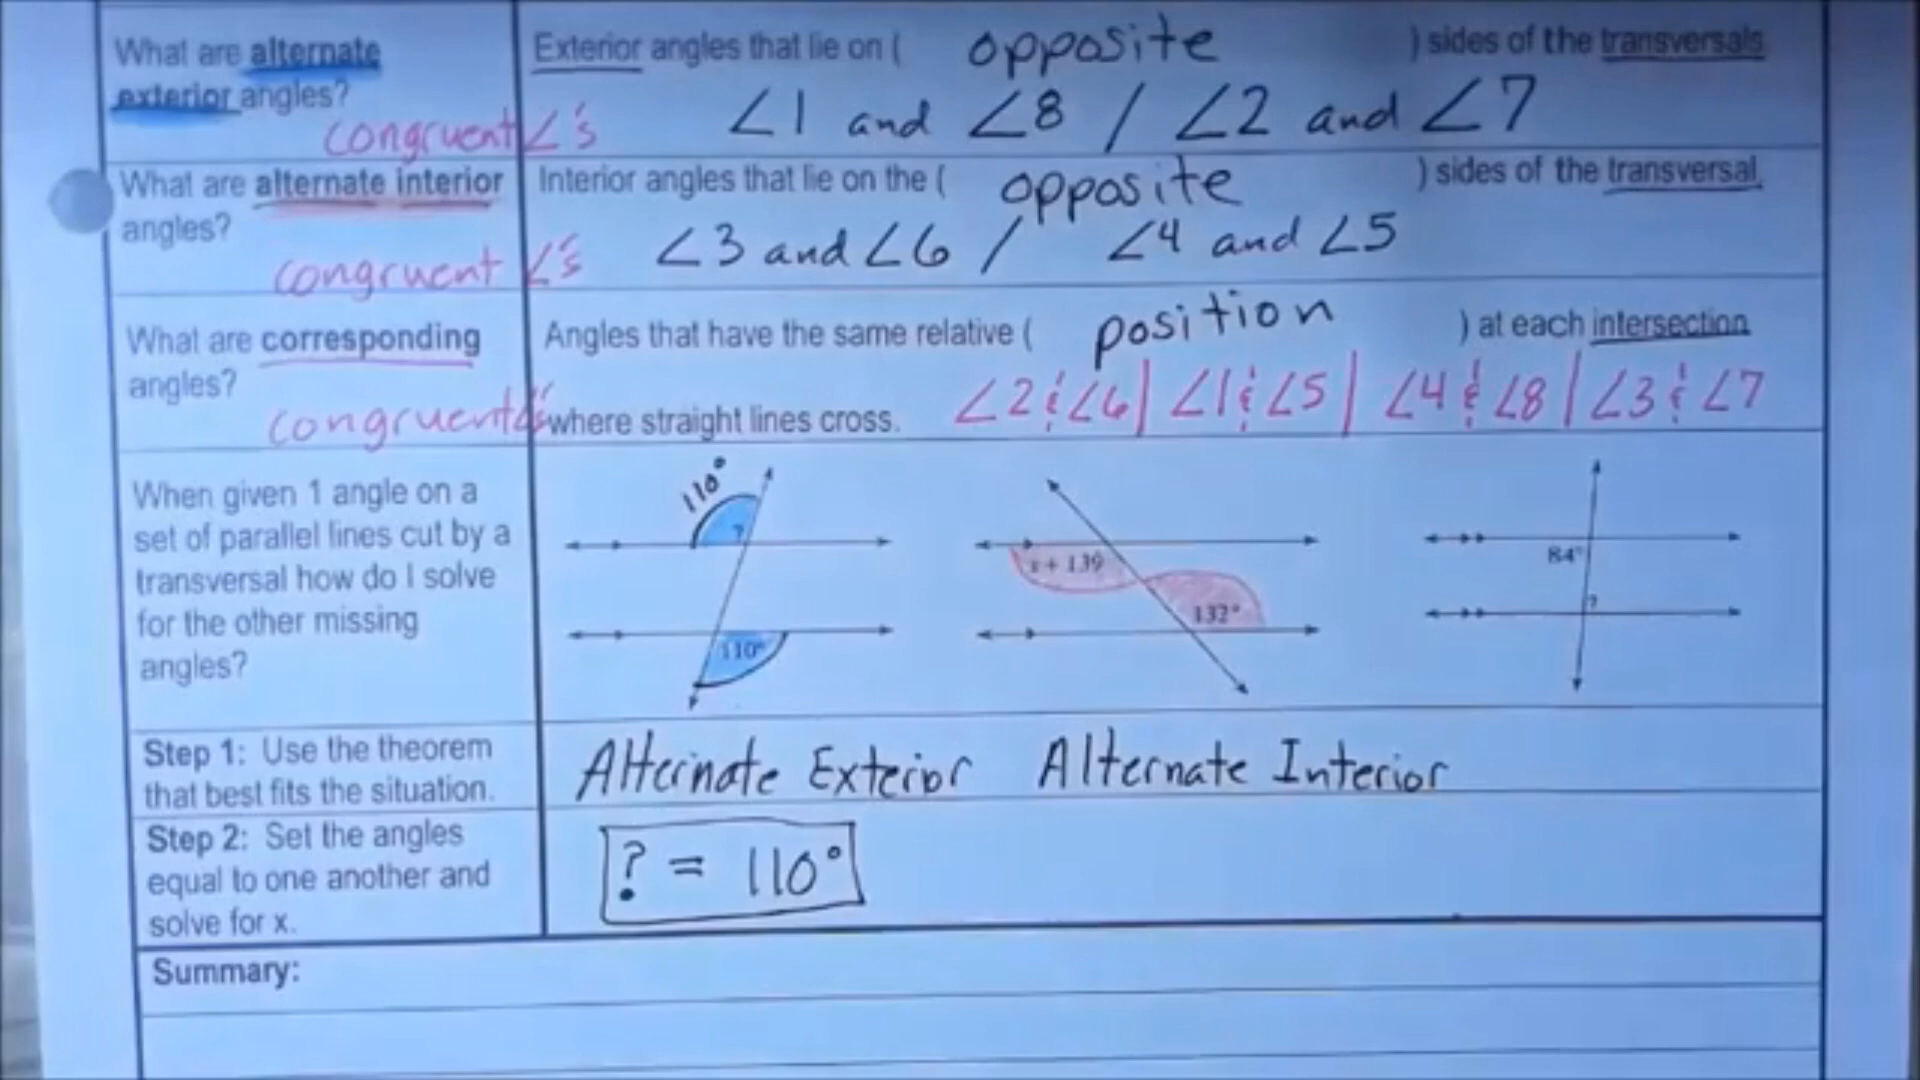 What are alternate
exterior angles?
congruent ∠'s
Exterior angles that lie on ( opposite ) sides of the transversals
∠1 and ∠8 / ∠2 and ∠7
What are alternate interior
angles?
congruent ∠'s
Interior angles that lie on the ( opposite ) sides of the transversal.
∠3 and ∠6 / ∠4 and ∠5
What are corresponding
angles?
congruent ∠'s
Angles that have the same relative ( position ) at each intersection
where straight lines cross. ∠2 & ∠6 | ∠1 & ∠5 | ∠4 & ∠8 | ∠3 & ∠7
When given 1 angle on a
set of parallel lines cut by a
transversal how do I solve
for the other missing
angles?
110°
?
110°
x + 139
132°
84°
?
Step 1: Use the theorem
that best fits the situation.
Alternate Exterior Alternate Interior
Step 2: Set the angles
equal to one another and
solve for x.
? = 110°
Summary: